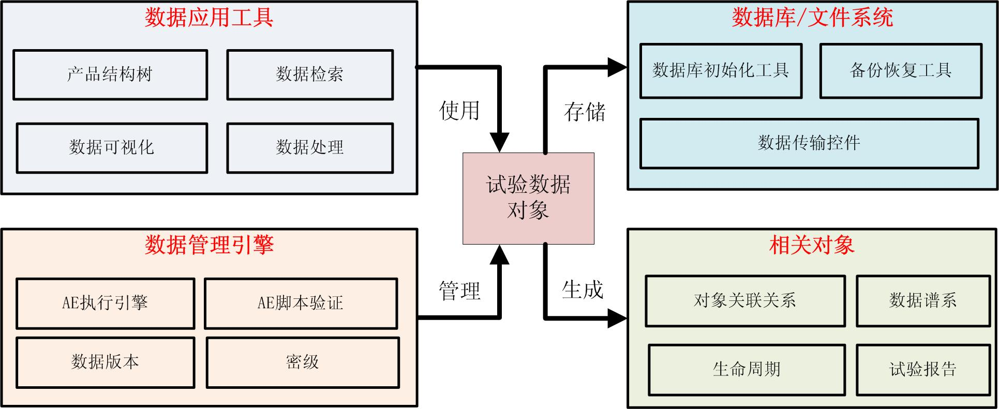 数据应用工具
产品结构树
数据检索
数据可视化
数据处理
使用
存储
数据库/文件系统
数据库初始化工具
备份恢复工具
数据传输控件
试验数据
对象
数据管理引擎
AE执行引擎
AE脚本验证
数据版本
密级
管理
生成
相关对象
对象关联关系
数据谱系
生命周期
试验报告